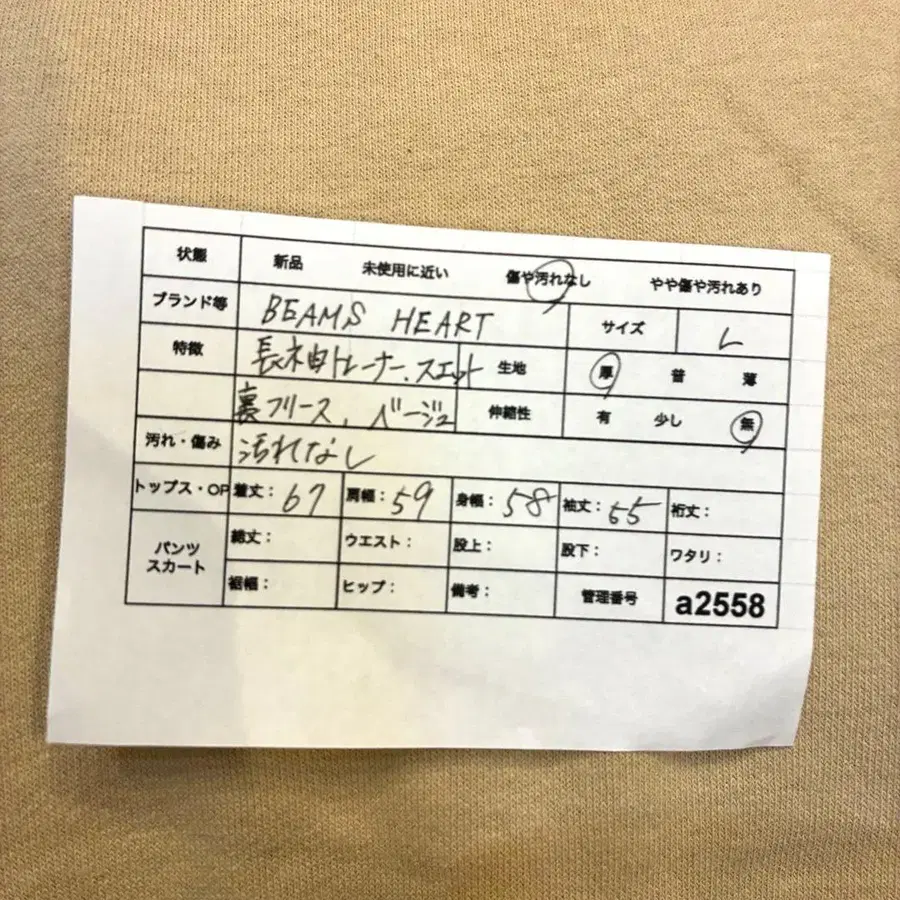 状態 新品 未使用に近い 傷や汚れなし やや傷や汚れあり
ブランド等 BEAMS HEART サイズ L
特徴 長袖トレーナー、スエット 生地 厚 普 薄
裏フリース、ベージュ 伸縮性 有 少し 無
汚れ・傷み 汚れなし
トップス・OP 着丈: 67 肩幅: 59 身幅: 58 袖丈: 55 裄丈:
パンツ スカート 総丈: ウエスト: 股上: 股下: ワタリ:
裾幅: ヒップ: 備考: 管理番号 a2558